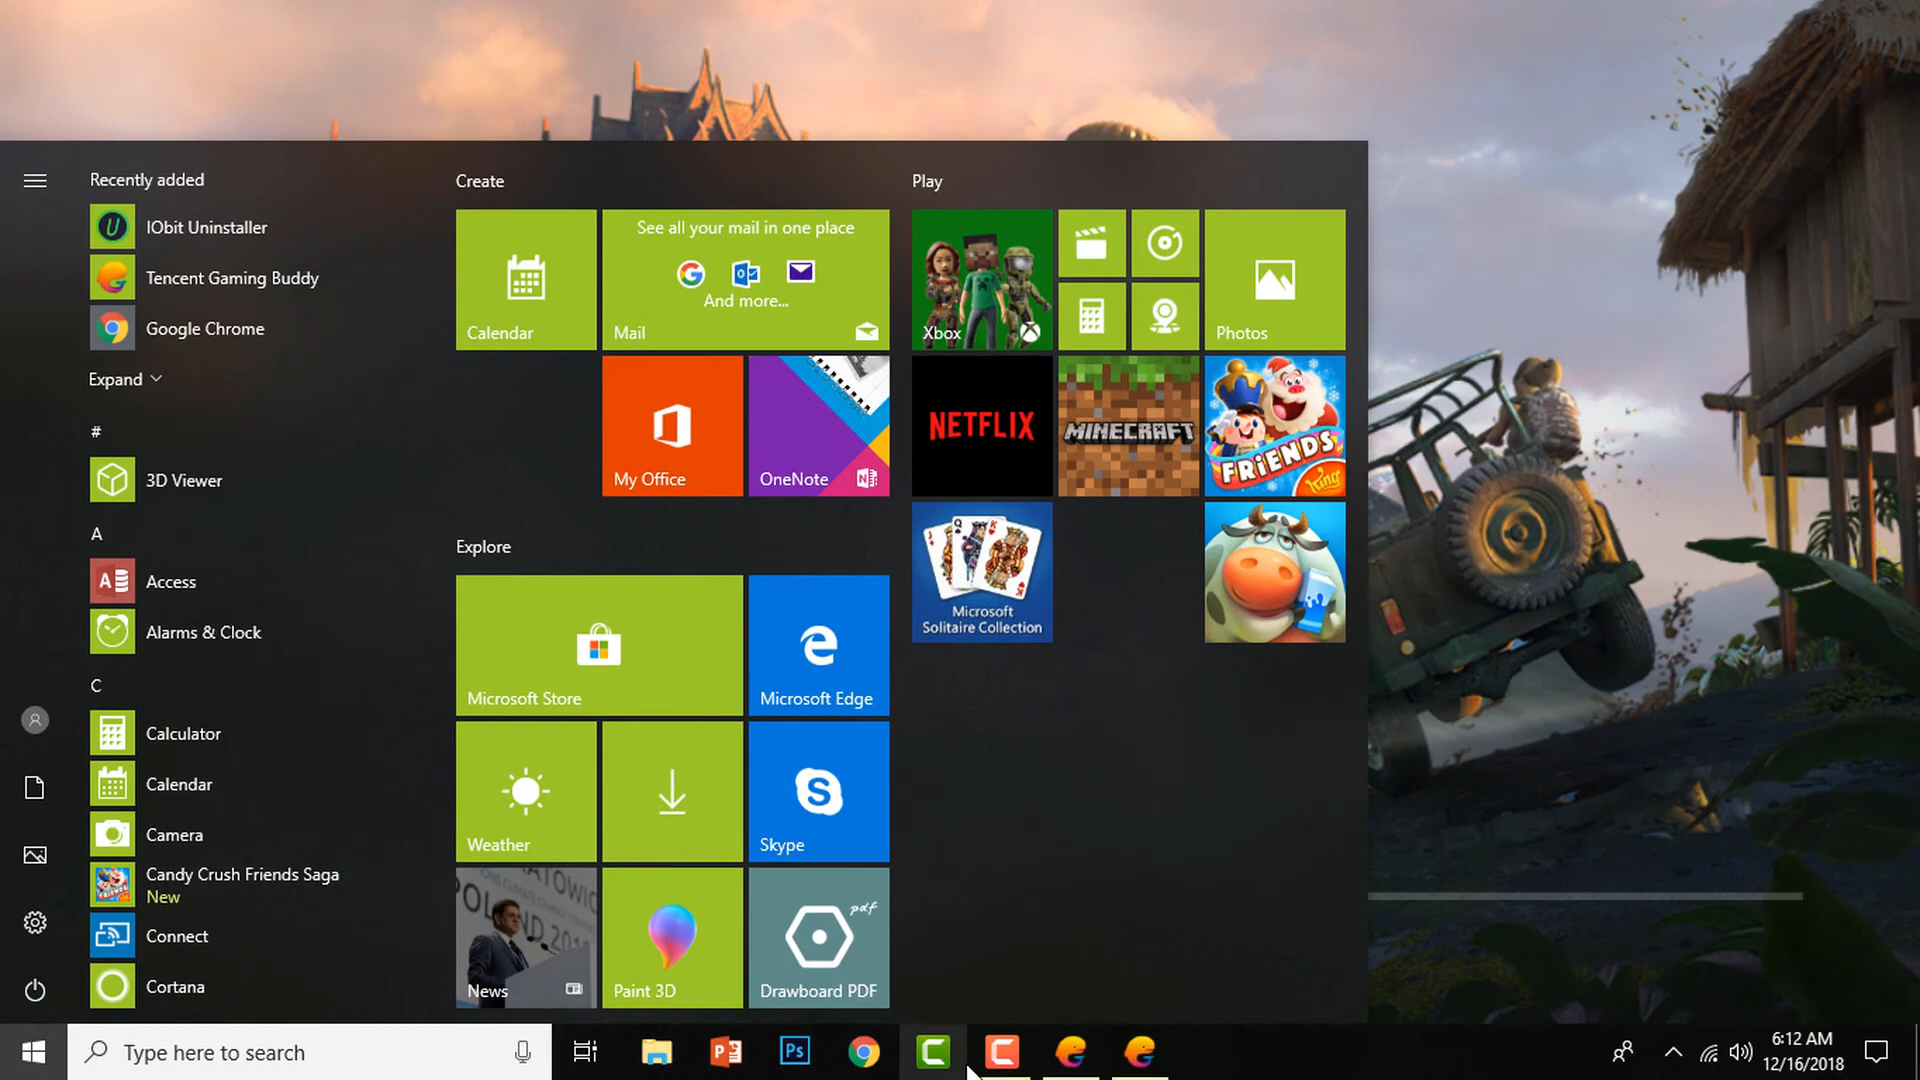 Recently added
IObit Uninstaller
Tencent Gaming Buddy
Google Chrome
Expand
#
3D Viewer
A
Access
Alarms & Clock
C
Calculator
Calendar
Camera
Candy Crush Friends Saga
New
Connect
Cortana
Create
Calendar
See all your mail in one place
And more...
Mail
My Office
OneNote
Explore
Microsoft Store
Microsoft Edge
Weather
Skype
News
Paint 3D
pdf
Drawboard PDF
Play
Xbox
Photos
NETFLIX
MINECRAFT
FRIENDS
King
Microsoft
Solitaire Collection
Type here to search
Ps
6:12 AM
12/16/2018